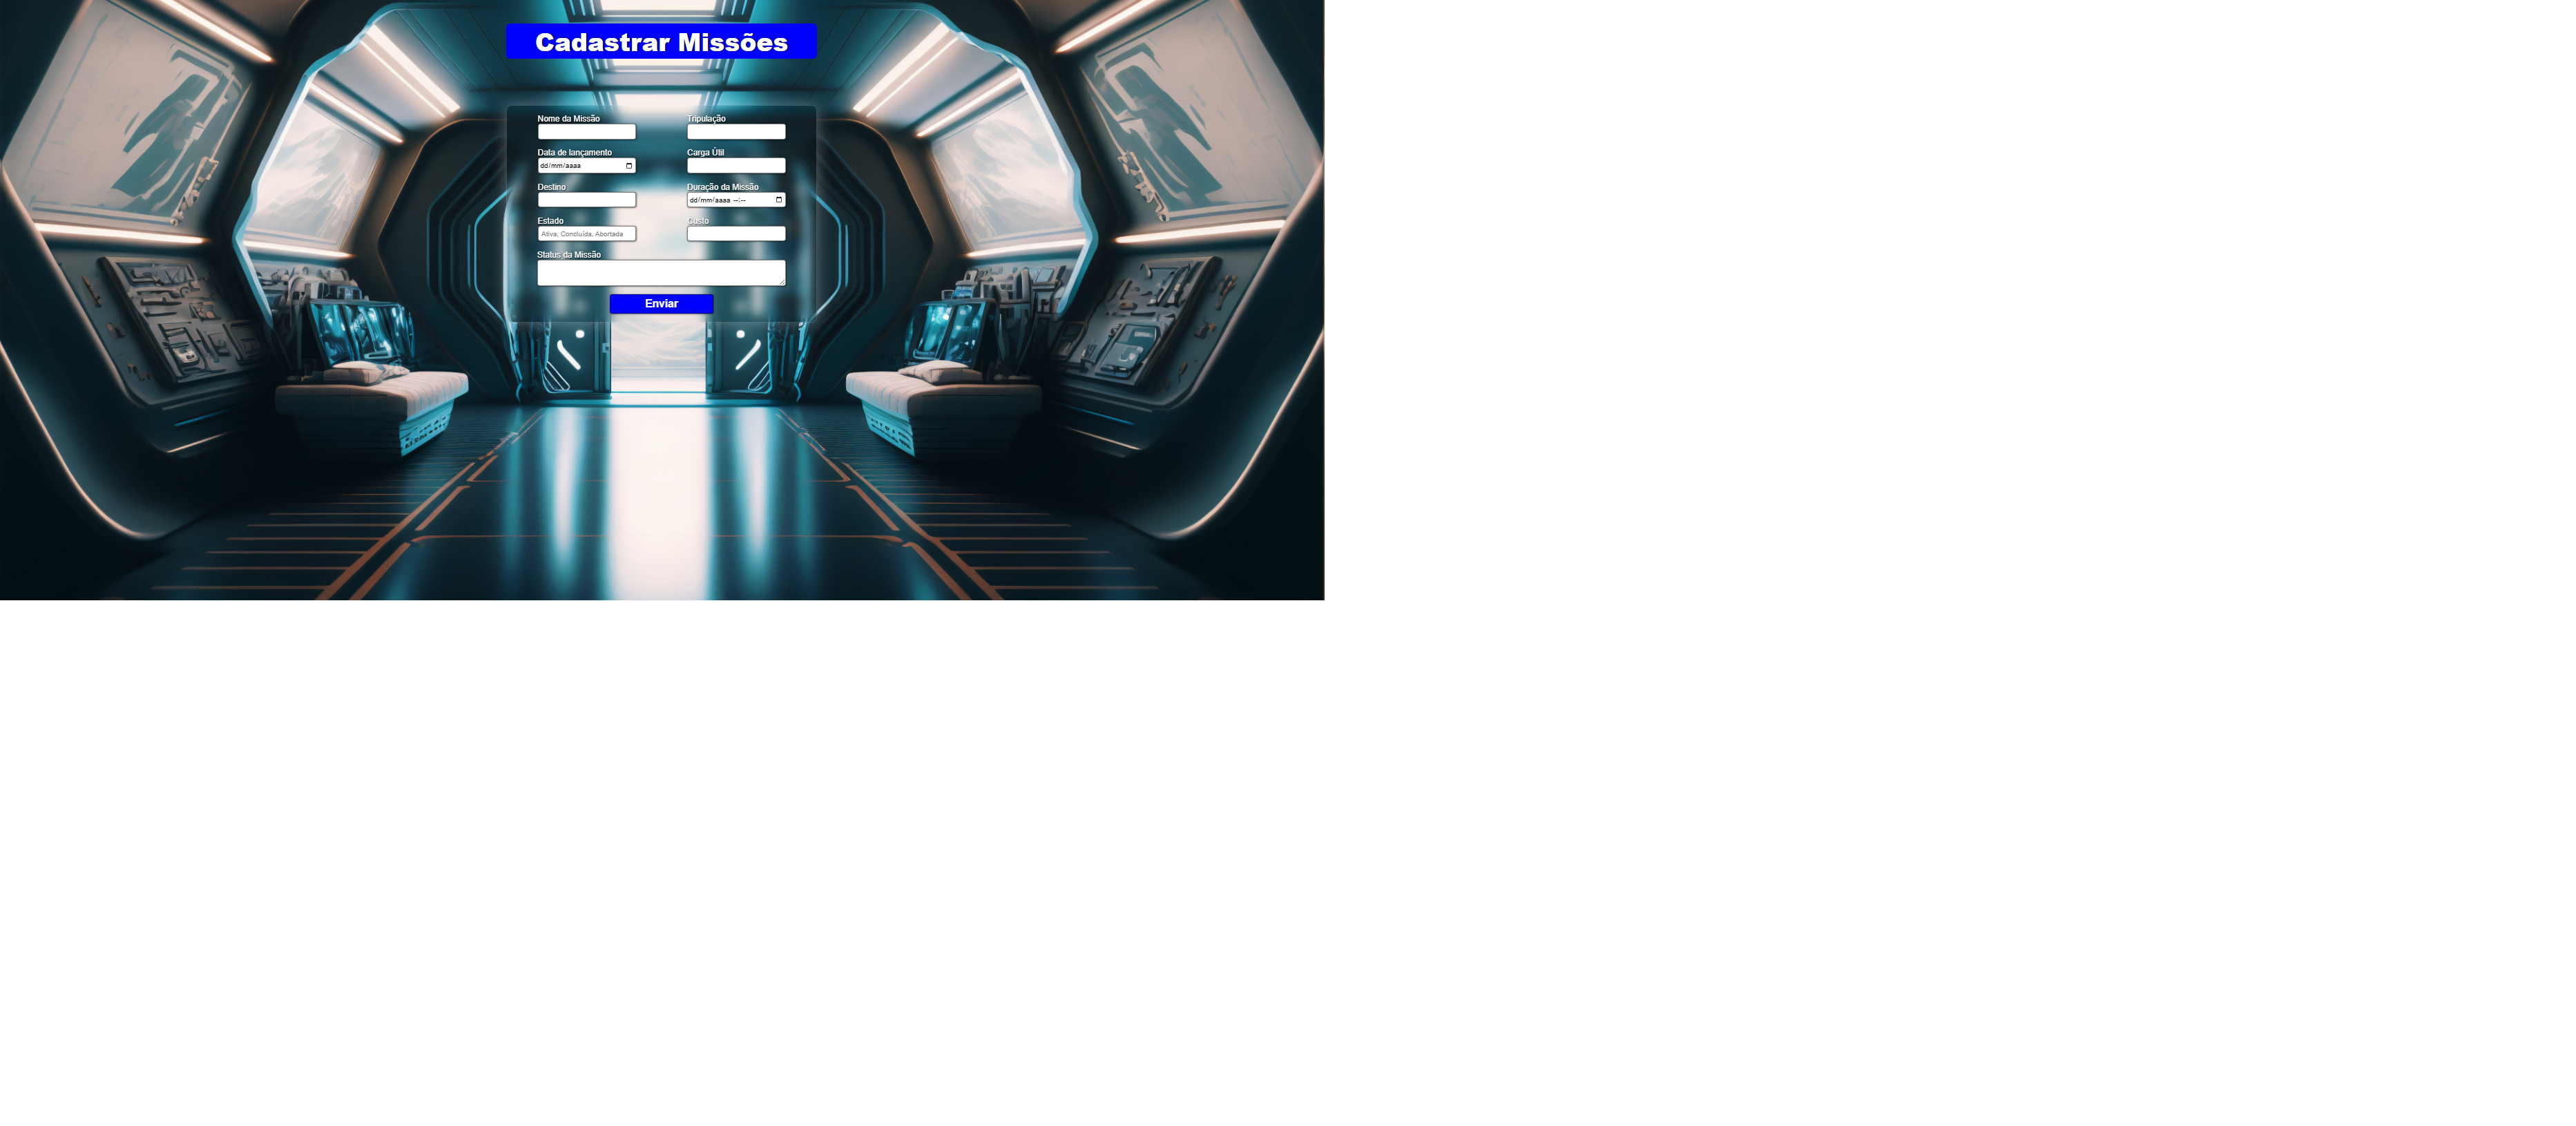 Cadastrar Missões
Nome da Missão
Tripulação
Data de lançamento
dd/mm/aaaa
Carga Útil
Destino
Duração da Missão
dd/mm/aaaa --:--
Estado
Ativa, Concluída, Abortada
Custo
Status da Missão
Enviar